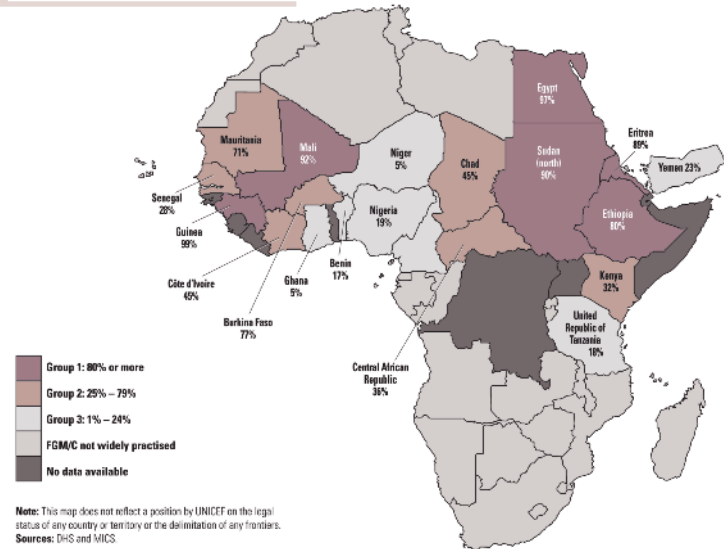 Egypt
97%
Eritrea
89%
Mauritania
71%
Mali
92%
Niger
5%
Chad
45%
Sudan
(north)
90%
Yemen 23%
Senegal
28%
Nigeria
19%
Ethiopia
80%
Guinea
99%
Benin
17%
Kenya
32%
Côte d'Ivoire
45%
Ghana
5%
Burkina Faso
77%
United
Republic of
Tanzania
18%
Central African
Republic
36%
Group 1: 80% or more
Group 2: 25% – 79%
Group 3: 1% – 24%
FGM/C not widely practised
No data available
Note: This map does not reflect a position by UNICEF on the legal
status of any country or territory or the delimitation of any frontiers.
Sources: DHS and MICS.